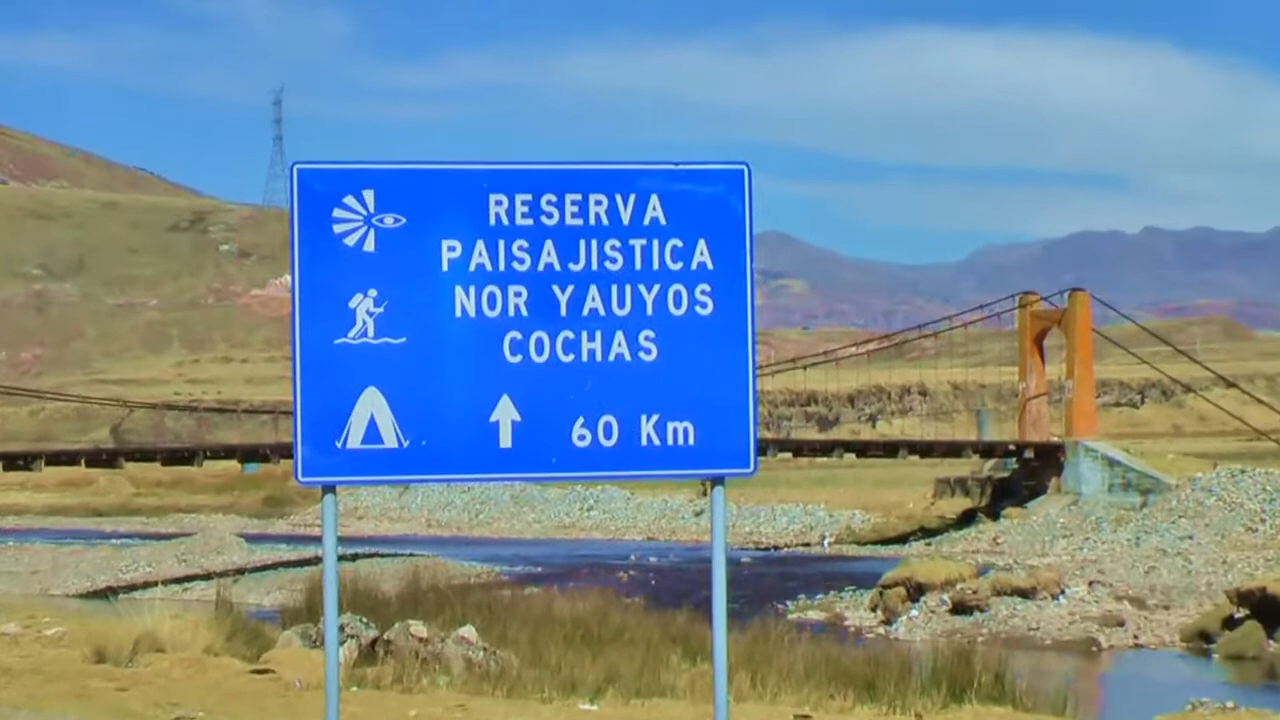 RESERVA
PAISAJISTICA
NOR YAUYOS
COCHAS
60 Km